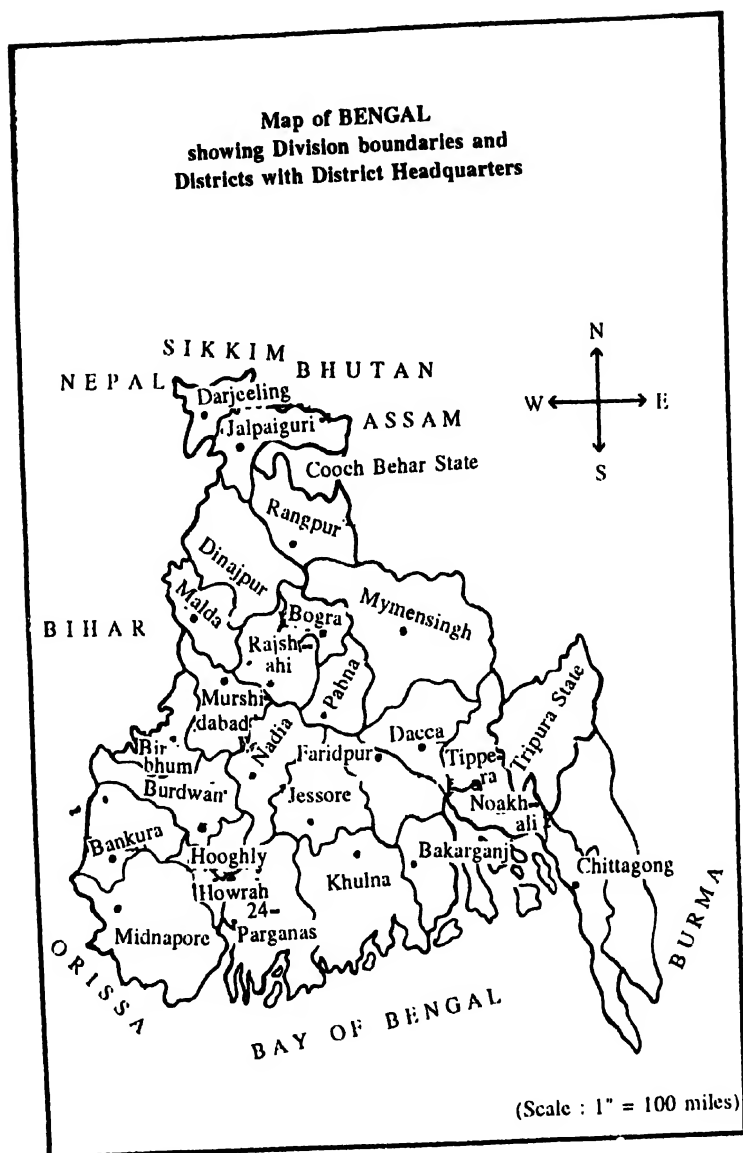 Map of BENGAL
showing Division boundaries and
Districts with District Headquarters
N
W
E
S
SIKKIM
NEPAL
BHUTAN
Darjeeling
Jalpaiguri
ASSAM
Cooch Behar State
Rangpur
Dinajpur
Malda
BIHAR
Bogra
Mymensingh
Rajsh-
ahi
Pabna
Murshi
dabad
Nadia
Faridpur
Dacca
Tippe-
ra
Tripura State
Bir
bhum
Burdwan
Jessore
Noakh-
ali
Bankura
Hooghly
Howrah
24-
Parganas
Khulna
Bakarganj
Chittagong
Midnapore
ORISSA
BURMA
BAY OF BENGAL
(Scale : 1" = 100 miles)